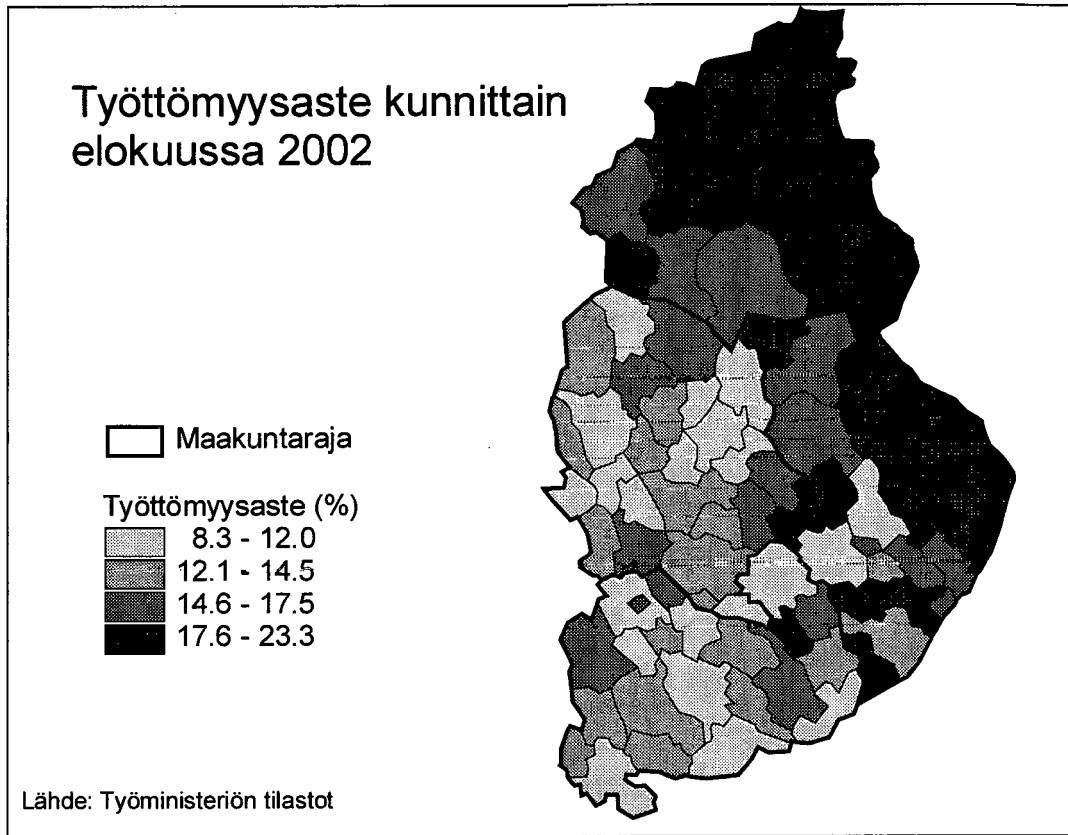 Työttömyysaste kunnittain
elokuussa 2002
Maakuntaraja
Työttömyysaste (%)
8.3 - 12.0
12.1 - 14.5
14.6 - 17.5
17.6 - 23.3
Lähde: Työministeriön tilastot